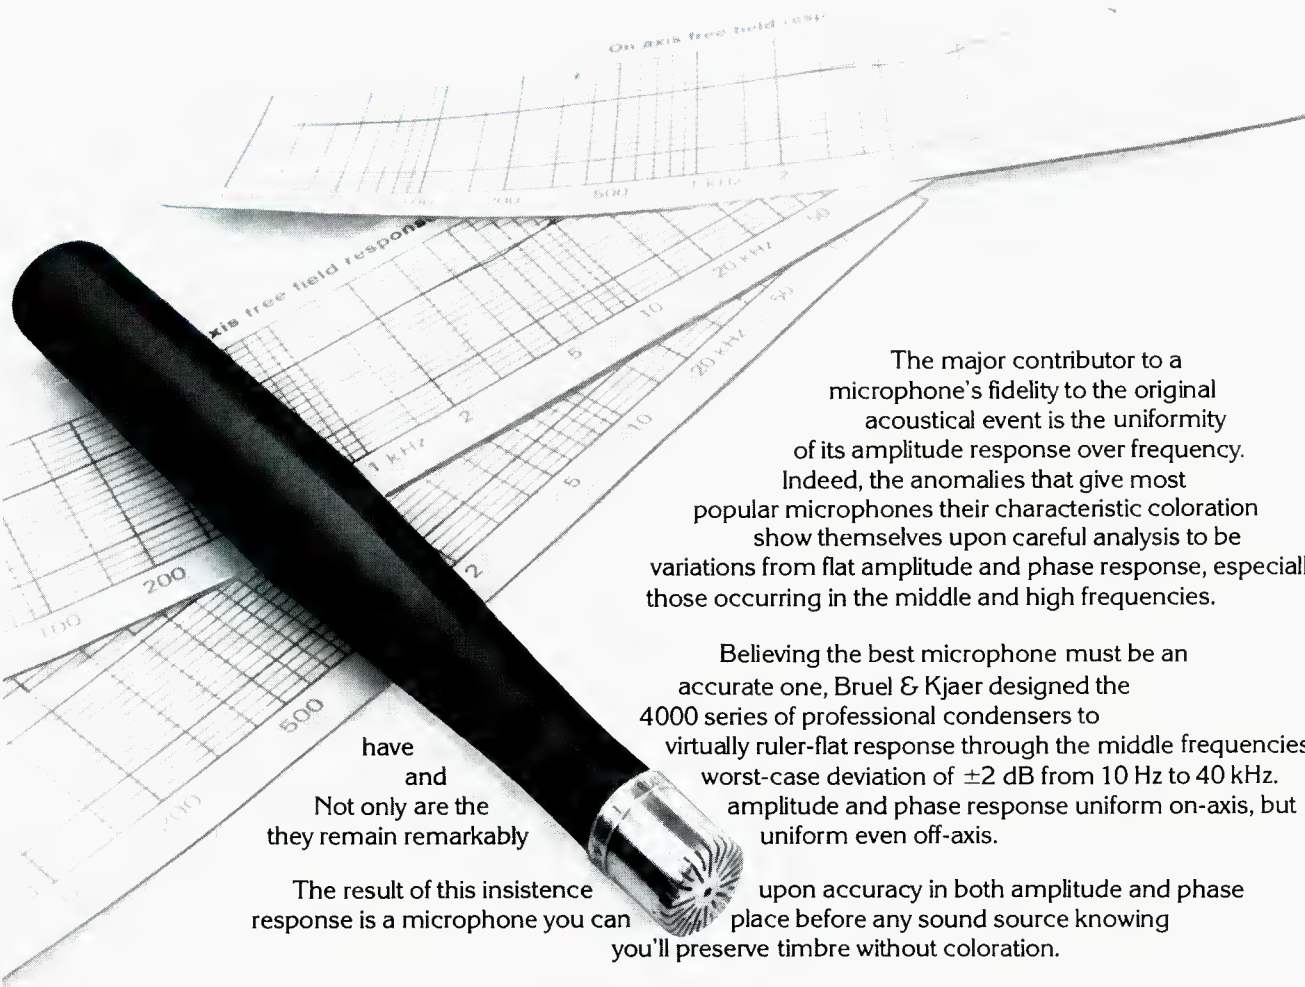 On axis free field resp
500
1 kHz
2
200
axis free field respons
50
20 kHz
10
5
2
1 kHz
200
100
50
20 kHz
10
5
2
500
200
The major contributor to a
microphone's fidelity to the original
acoustical event is the uniformity
of its amplitude response over frequency.
Indeed, the anomalies that give most
popular microphones their characteristic coloration
show themselves upon careful analysis to be
variations from flat amplitude and phase response, especiall
those occurring in the middle and high frequencies.
Believing the best microphone must be an
accurate one, Bruel & Kjaer designed the
4000 series of professional condensers to
have virtually ruler-flat response through the middle frequencies
and worst-case deviation of ±2 dB from 10 Hz to 40 kHz.
Not only are the amplitude and phase response uniform on-axis, but
they remain remarkably uniform even off-axis.
The result of this insistence upon accuracy in both amplitude and phase
response is a microphone you can place before any sound source knowing
you'll preserve timbre without coloration.